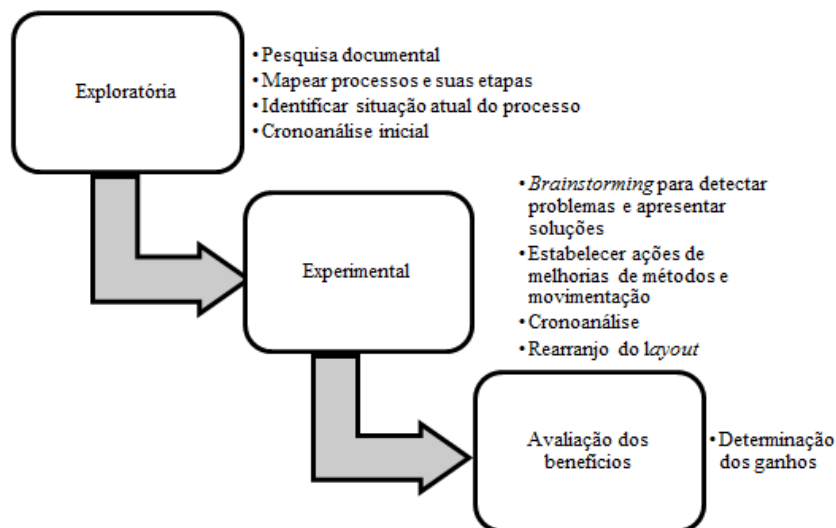 Exploratória
•Pesquisa documental
•Mapear processos e suas etapas
•Identificar situação atual do processo
•Cronoanálise inicial
Experimental
•Brainstorming para detectar
problemas e apresentar
soluções
•Estabelecer ações de
melhorias de métodos e
movimentação
•Cronoanálise
•Rearranjo do layout
Avaliação dos
benefícios
•Determinação
dos ganhos